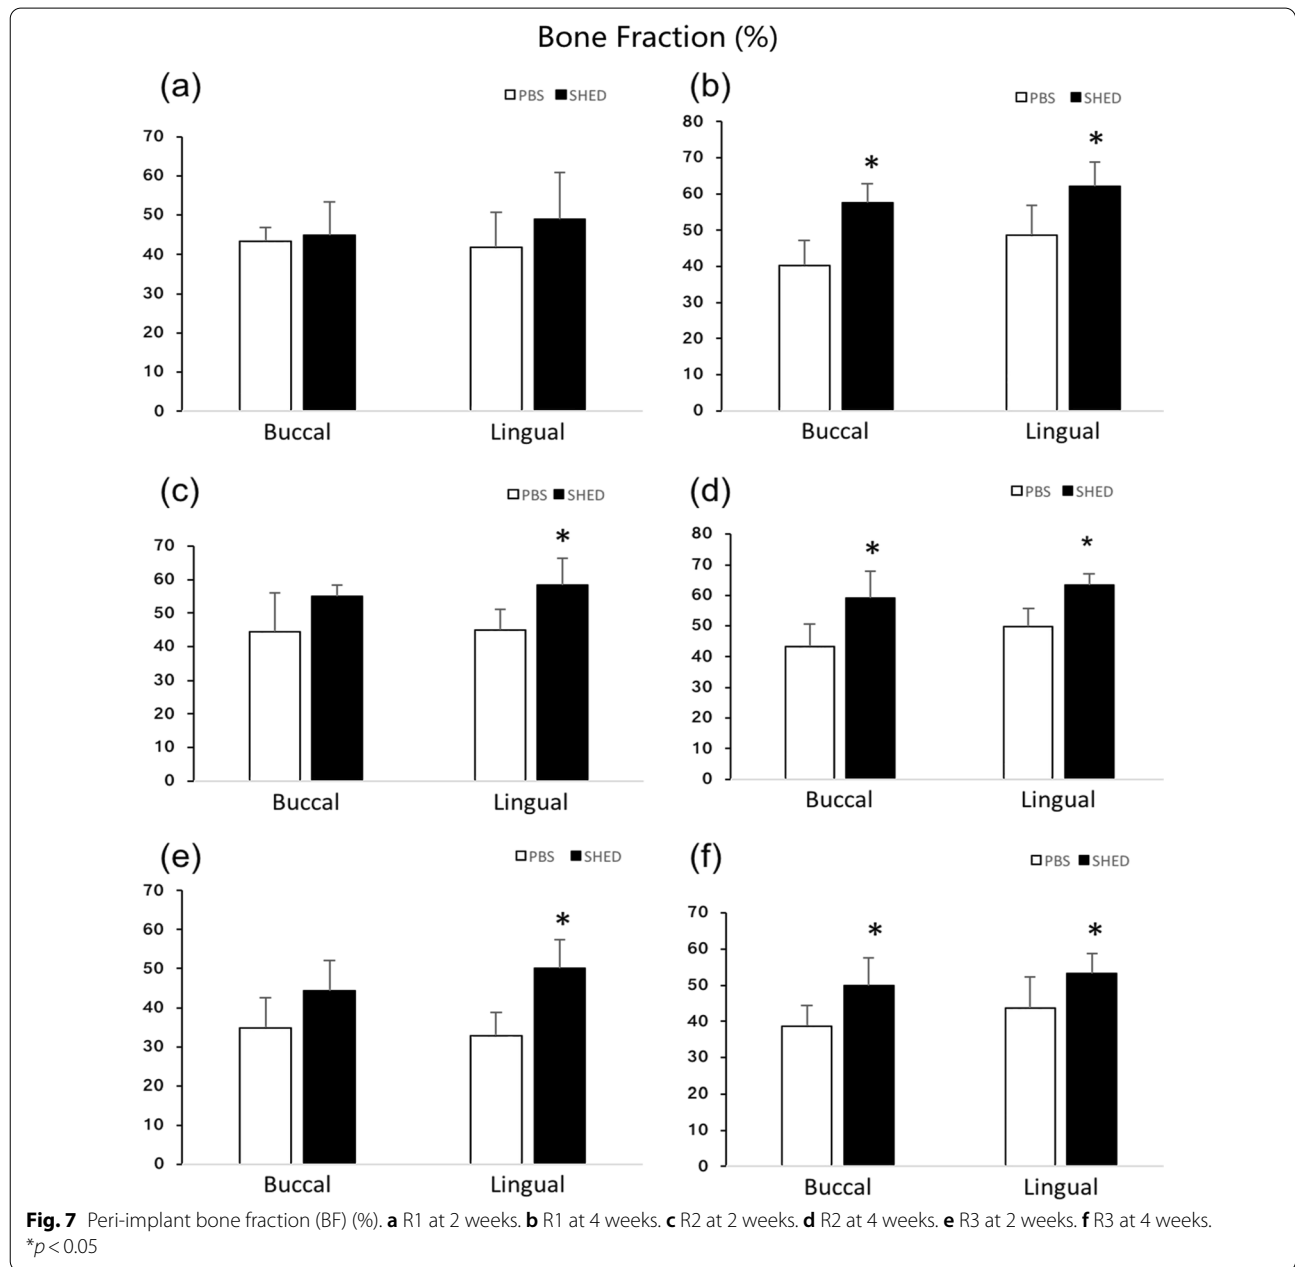 Bone Fraction (%)
(a)
PBS SHED
70
60
50
40
30
20
10
0
Buccal Lingual
(b)
PBS SHED
80
70
60
50
40
30
20
10
0
* *
Buccal Lingual
(c)
PBS SHED
70
60
50
40
30
20
10
0
*
Buccal Lingual
(d)
PBS SHED
80
70
60
50
40
30
20
10
0
* *
Buccal Lingual
(e)
PBS SHED
70
60
50
40
30
20
10
0
*
Buccal Lingual
(f)
PBS SHED
70
60
50
40
30
20
10
0
* *
Buccal Lingual
Fig. 7 Peri-implant bone fraction (BF) (%). a R1 at 2 weeks. b R1 at 4 weeks. c R2 at 2 weeks. d R2 at 4 weeks. e R3 at 2 weeks. f R3 at 4 weeks.
*p < 0.05